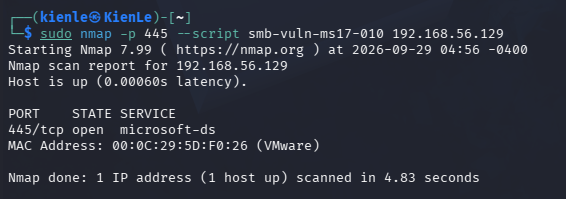 ┌──(kienle㉿KienLe)-[~]
└─$ sudo nmap -p 445 --script smb-vuln-ms17-010 192.168.56.129
Starting Nmap 7.99 ( https://nmap.org ) at 2026-09-29 04:56 -0400
Nmap scan report for 192.168.56.129
Host is up (0.00060s latency).
PORT    STATE SERVICE
445/tcp open  microsoft-ds
MAC Address: 00:0C:29:5D:F0:26 (VMware)
Nmap done: 1 IP address (1 host up) scanned in 4.83 seconds